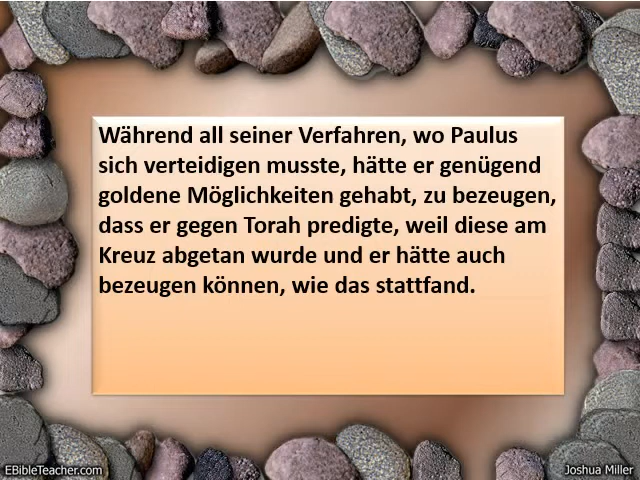 Während all seiner Verfahren, wo Paulus
sich verteidigen musste, hätte er genügend
goldene Möglichkeiten gehabt, zu bezeugen,
dass er gegen Torah predigte, weil diese am
Kreuz abgetan wurde und er hätte auch
bezeugen können, wie das stattfand.
EBibleTeacher.com
Joshua Miller